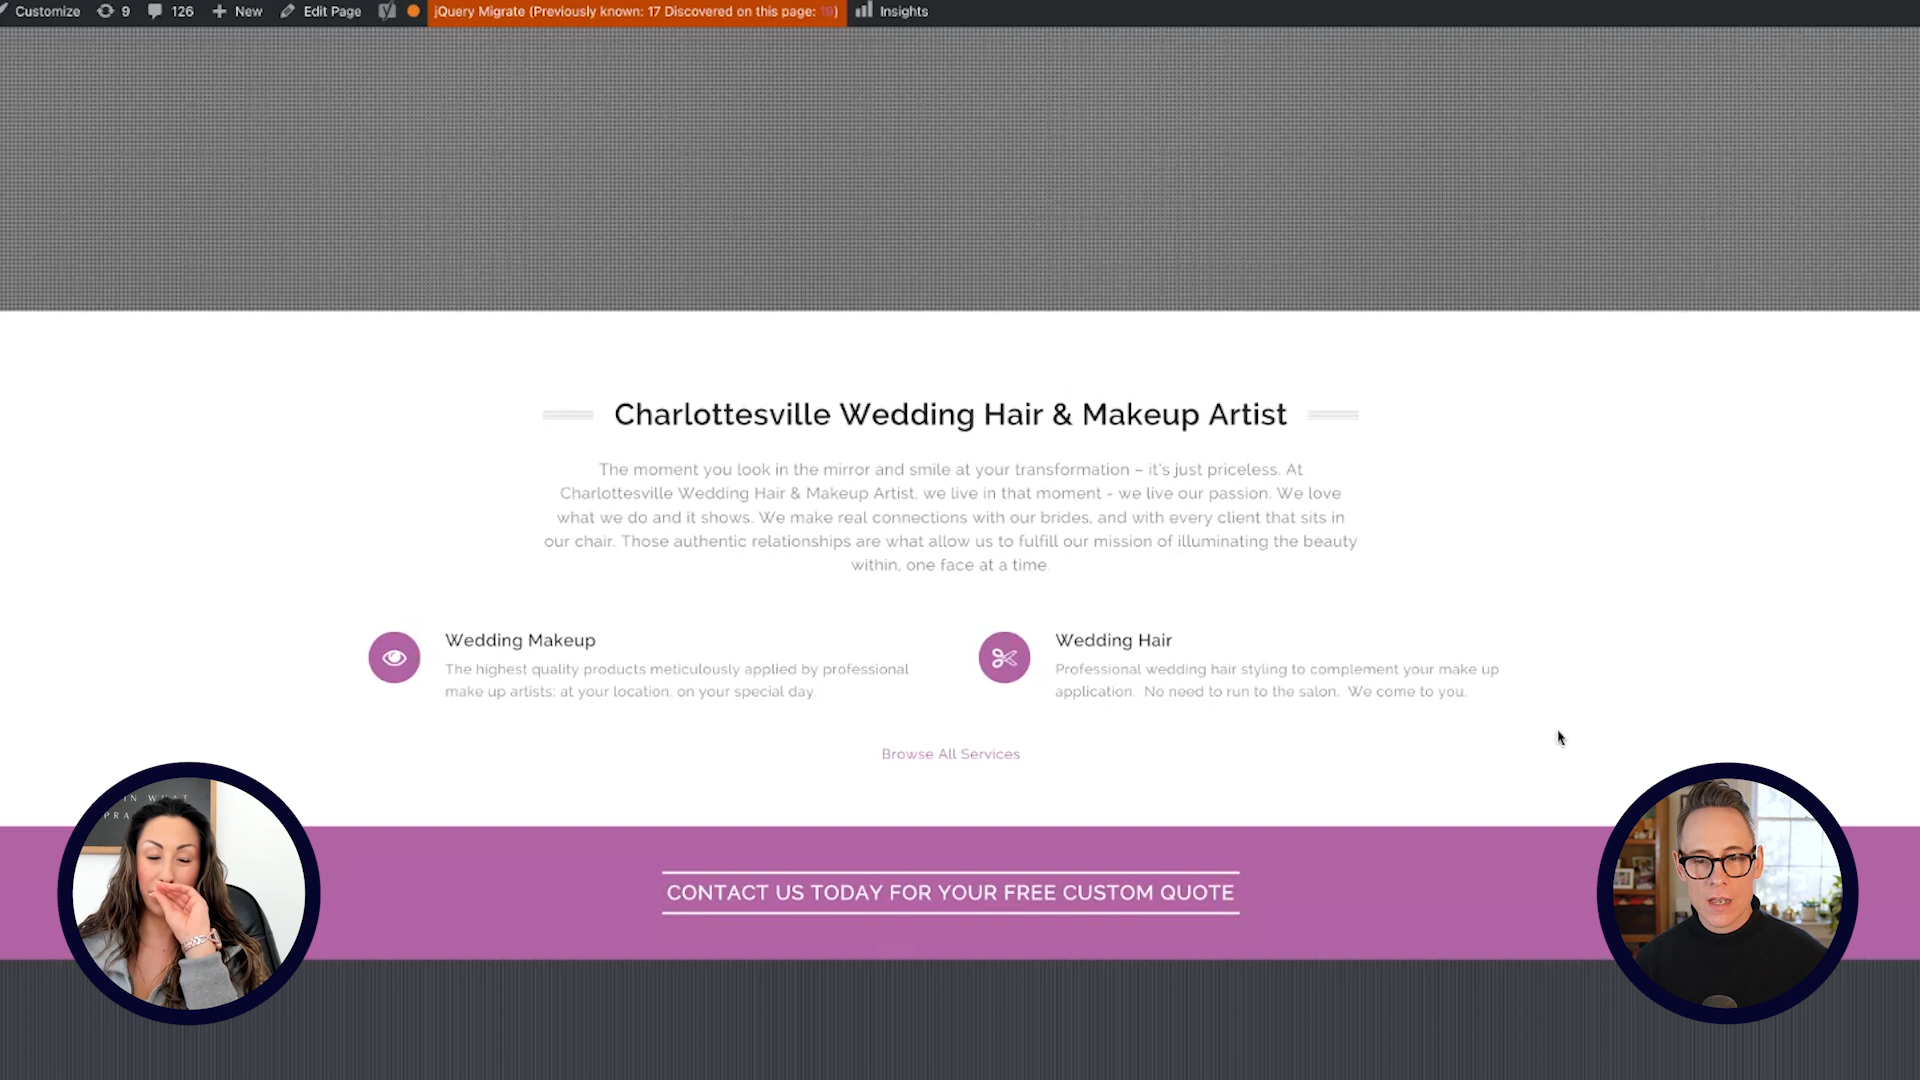 Customize 9 126 New Edit Page jQuery Migrate (Previously known: 17 Discovered on this page: 19) Insights
Charlottesville Wedding Hair & Makeup Artist
The moment you look in the mirror and smile at your transformation – it's just priceless. At
Charlottesville Wedding Hair & Makeup Artist, we live in that moment - we live our passion. We love
what we do and it shows. We make real connections with our brides, and with every client that sits in
our chair. Those authentic relationships are what allow us to fulfill our mission of illuminating the beauty
within, one face at a time.
Wedding Makeup
The highest quality products meticulously applied by professional
make up artists; at your location, on your special day.
Wedding Hair
Professional wedding hair styling to complement your make up
application. No need to run to the salon. We come to you.
Browse All Services
IN WHAT
PRA
CONTACT US TODAY FOR YOUR FREE CUSTOM QUOTE